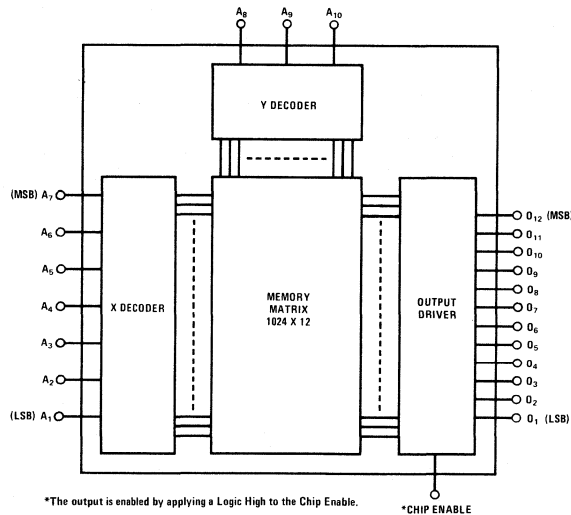 A8 A9 A10
Y DECODER
(MSB) A7
A6
A5
A4
A3
A2
(LSB) A1
X DECODER
MEMORY
MATRIX
1024 X 12
OUTPUT
DRIVER
O12 (MSB
O11
O10
O9
O8
O7
O6
O5
O4
O3
O2
O1 (LSB)
*The output is enabled by applying a Logic High to the Chip Enable.
*CHIP ENABLE